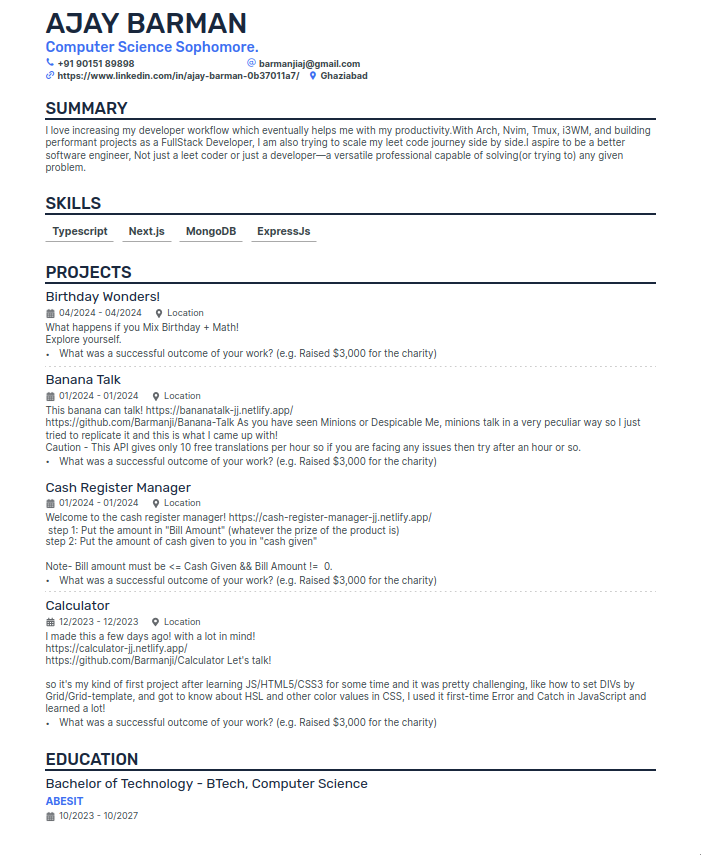 AJAY BARMAN
Computer Science Sophomore.
+91 90151 89898 @ barmanjiaj@gmail.com
https://www.linkedin.com/in/ajay-barman-0b37011a7/ Ghaziabad
SUMMARY
I love increasing my developer workflow which eventually helps me with my productivity.With Arch, Nvim, Tmux, i3WM, and building
performant projects as a FullStack Developer, I am also trying to scale my leet code journey side by side.I aspire to be a better
software engineer, Not just a leet coder or just a developer—a versatile professional capable of solving(or trying to) any given
problem.
SKILLS
Typescript Next.js MongoDB ExpressJs
PROJECTS
Birthday Wonders!
04/2024 - 04/2024 Location
What happens if you Mix Birthday + Math!
Explore yourself.
• What was a successful outcome of your work? (e.g. Raised $3,000 for the charity)
Banana Talk
01/2024 - 01/2024 Location
This banana can talk! https://bananatalk-jj.netlify.app/
https://github.com/Barmanji/Banana-Talk As you have seen Minions or Despicable Me, minions talk in a very peculiar way so I just
tried to replicate it and this is what I came up with!
Caution - This API gives only 10 free translations per hour so if you are facing any issues then try after an hour or so.
• What was a successful outcome of your work? (e.g. Raised $3,000 for the charity)
Cash Register Manager
01/2024 - 01/2024 Location
Welcome to the cash register manager! https://cash-register-manager-jj.netlify.app/
step 1: Put the amount in "Bill Amount" (whatever the prize of the product is)
step 2: Put the amount of cash given to you in "cash given"
Note- Bill amount must be <= Cash Given && Bill Amount != 0.
• What was a successful outcome of your work? (e.g. Raised $3,000 for the charity)
Calculator
12/2023 - 12/2023 Location
I made this a few days ago! with a lot in mind!
https://calculator-jj.netlify.app/
https://github.com/Barmanji/Calculator Let's talk!
so it's my kind of first project after learning JS/HTML5/CSS3 for some time and it was pretty challenging, like how to set DIVs by
Grid/Grid-template, and got to know about HSL and other color values in CSS, I used it first-time Error and Catch in JavaScript and
learned a lot!
• What was a successful outcome of your work? (e.g. Raised $3,000 for the charity)
EDUCATION
Bachelor of Technology - BTech, Computer Science
ABESIT
10/2023 - 10/2027